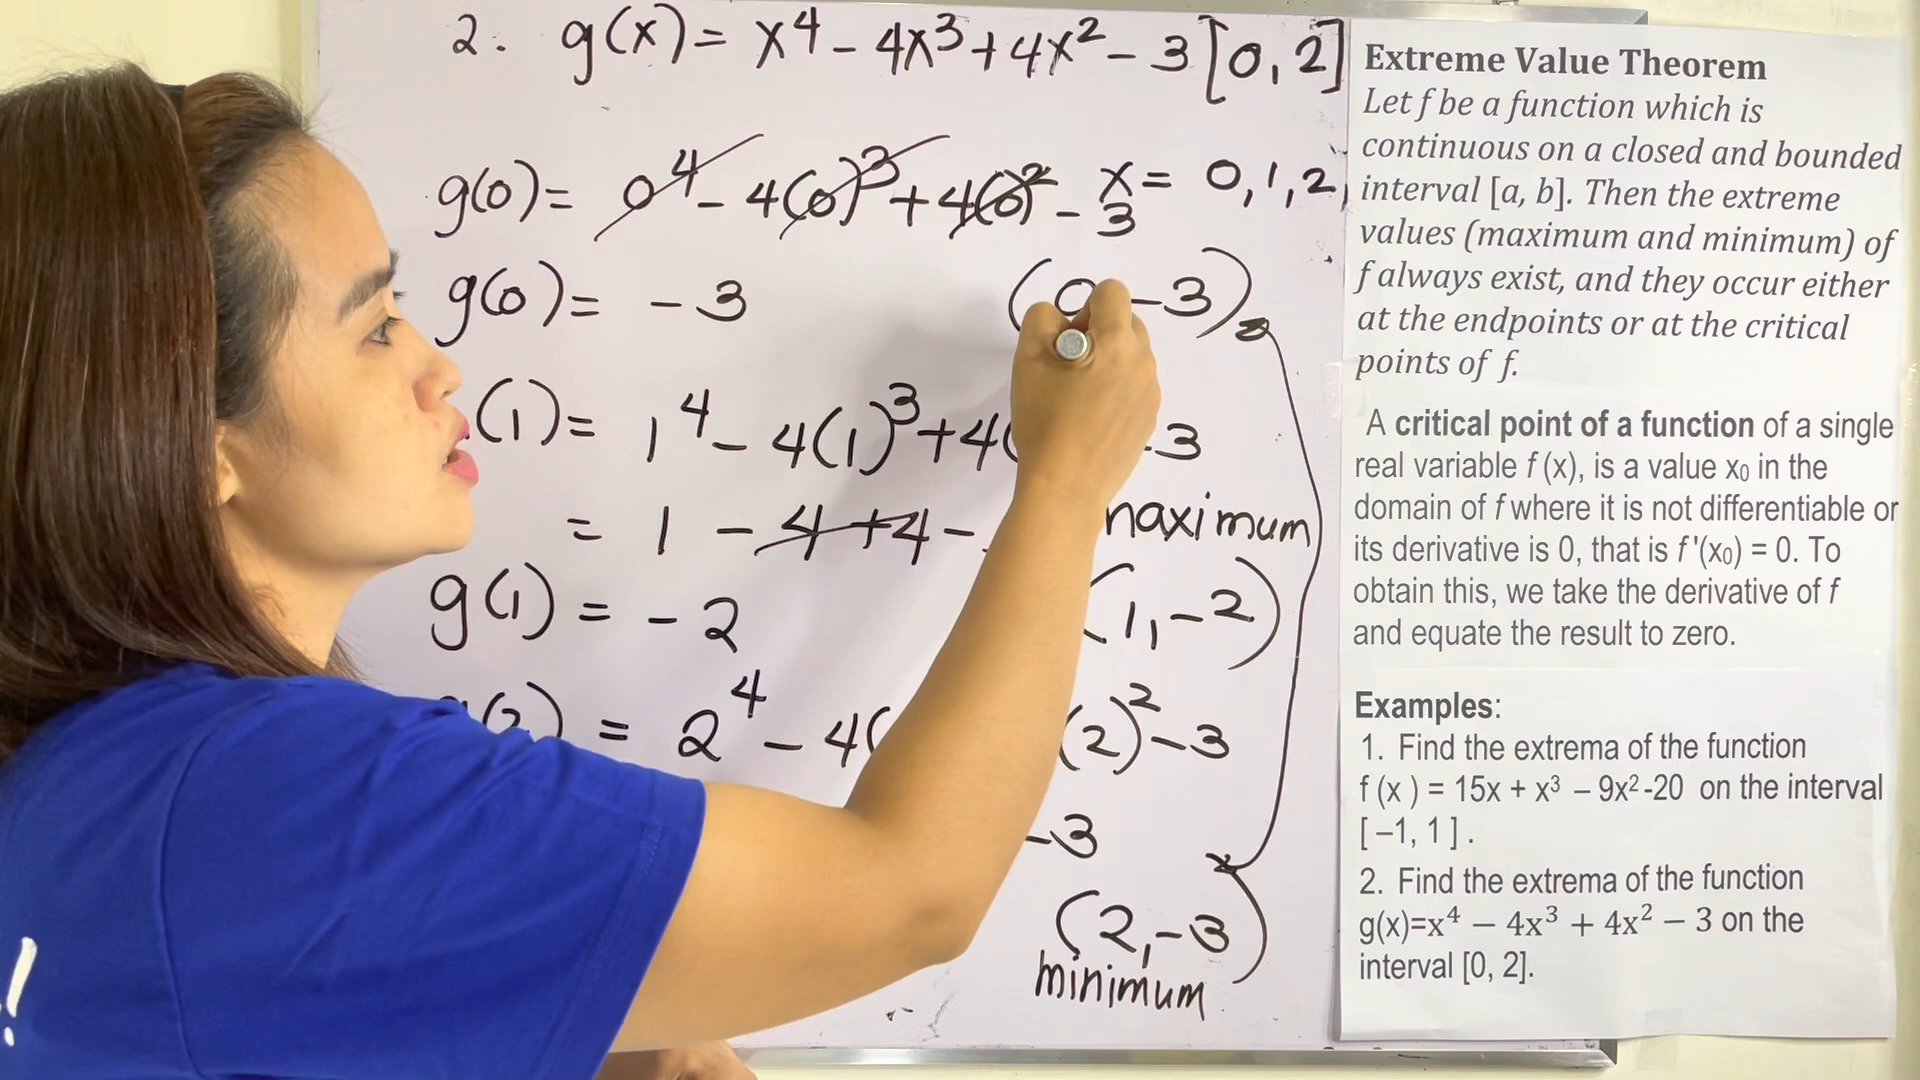 2. g(x) = x⁴ - 4x³ + 4x² - 3 [0, 2]
g(0) = 0⁴ - 4(0)³ + 4(0)² - 3
x = 0, 1, 2
g(0) = - 3
(0 -3)
(1) = 1⁴ - 4(1)³ + 4( -3
= 1 - 4 + 4 -
maximum
g(1) = - 2
(1, -2)
= 2⁴ - 4( (2)² - 3
-3
(2, -3)
minimum
Extreme Value Theorem
Let f be a function which is
continuous on a closed and bounded
interval [a, b]. Then the extreme
values (maximum and minimum) of
f always exist, and they occur either
at the endpoints or at the critical
points of f.
A critical point of a function of a single
real variable f (x), is a value x₀ in the
domain of f where it is not differentiable or
its derivative is 0, that is f '(x₀) = 0. To
obtain this, we take the derivative of f
and equate the result to zero.
Examples:
1. Find the extrema of the function
f (x ) = 15x + x³ – 9x² -20 on the interval
[ –1, 1 ] .
2. Find the extrema of the function
g(x)=x⁴ − 4x³ + 4x² − 3 on the
interval [0, 2].
!